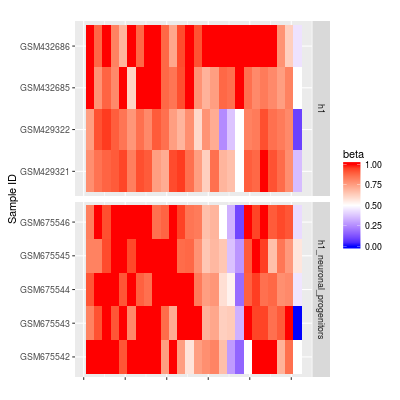 Sample ID
GSM432686
GSM432685
GSM429322
GSM429321
h1
GSM675546
GSM675545
GSM675544
GSM675543
GSM675542
h1_neuronal_progenitors
beta
1.00
0.75
0.50
0.25
0.00